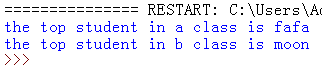 =============== RESTART: C:\Users\A
the top student in a class is fafa
the top student in b class is moon
>>>